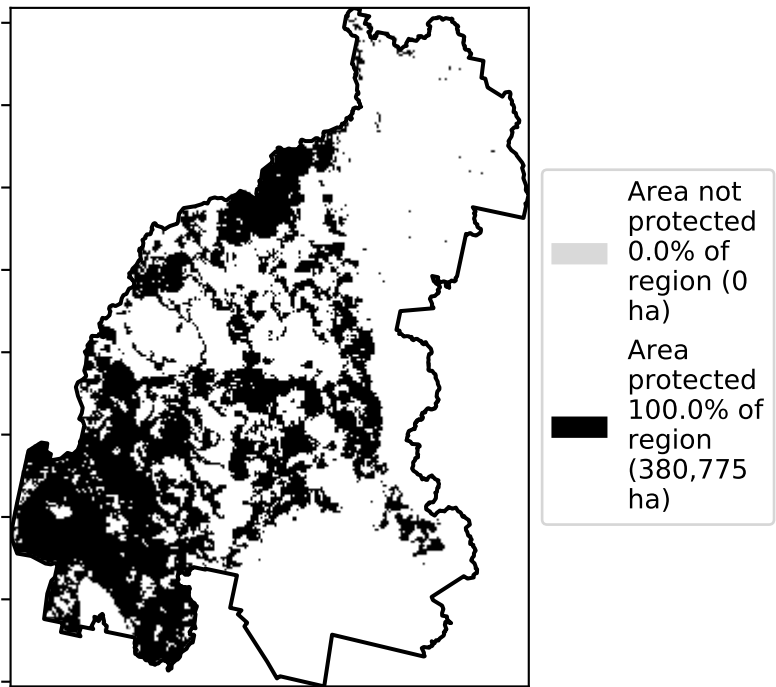 Area not
protected
0.0% of
region (0
ha)
Area
protected
100.0% of
region
(380,775
ha)